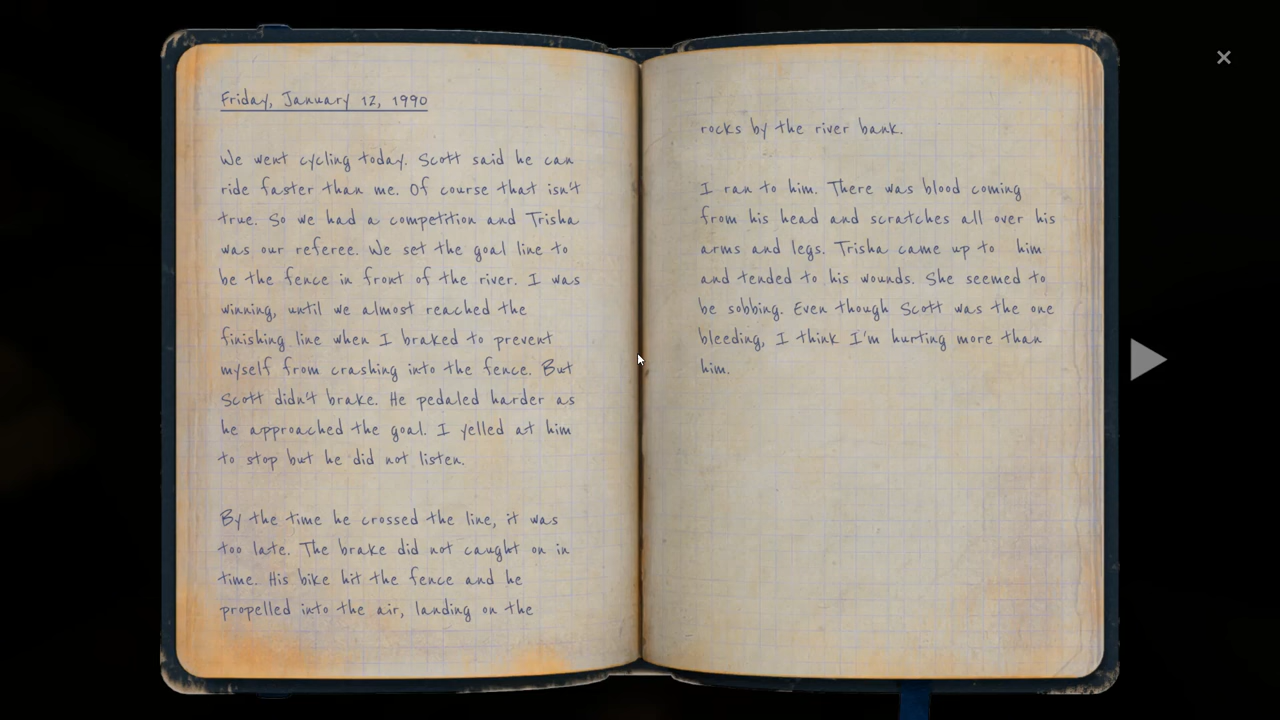 Friday, January 12, 1990
We went cycling today. Scott said he can
ride faster than me. Of course that isn't
true. So we had a competition and Trisha
was our referee. We set the goal line to
be the fence in front of the river. I was
winning, until we almost reached the
finishing line when I braked to prevent
myself from crashing into the fence. But
Scott didn't brake. He pedaled harder as
he approached the goal. I yelled at him
to stop but he did not listen.
By the time he crossed the line, it was
too late. The brake did not caught on in
time. His bike hit the fence and he
propelled into the air, landing on the
rocks by the river bank.
I ran to him. There was blood coming
from his head and scratches all over his
arms and legs. Trisha came up to him
and tended to his wounds. She seemed to
be sobbing. Even though Scott was the one
bleeding, I think I'm hurting more than
him.